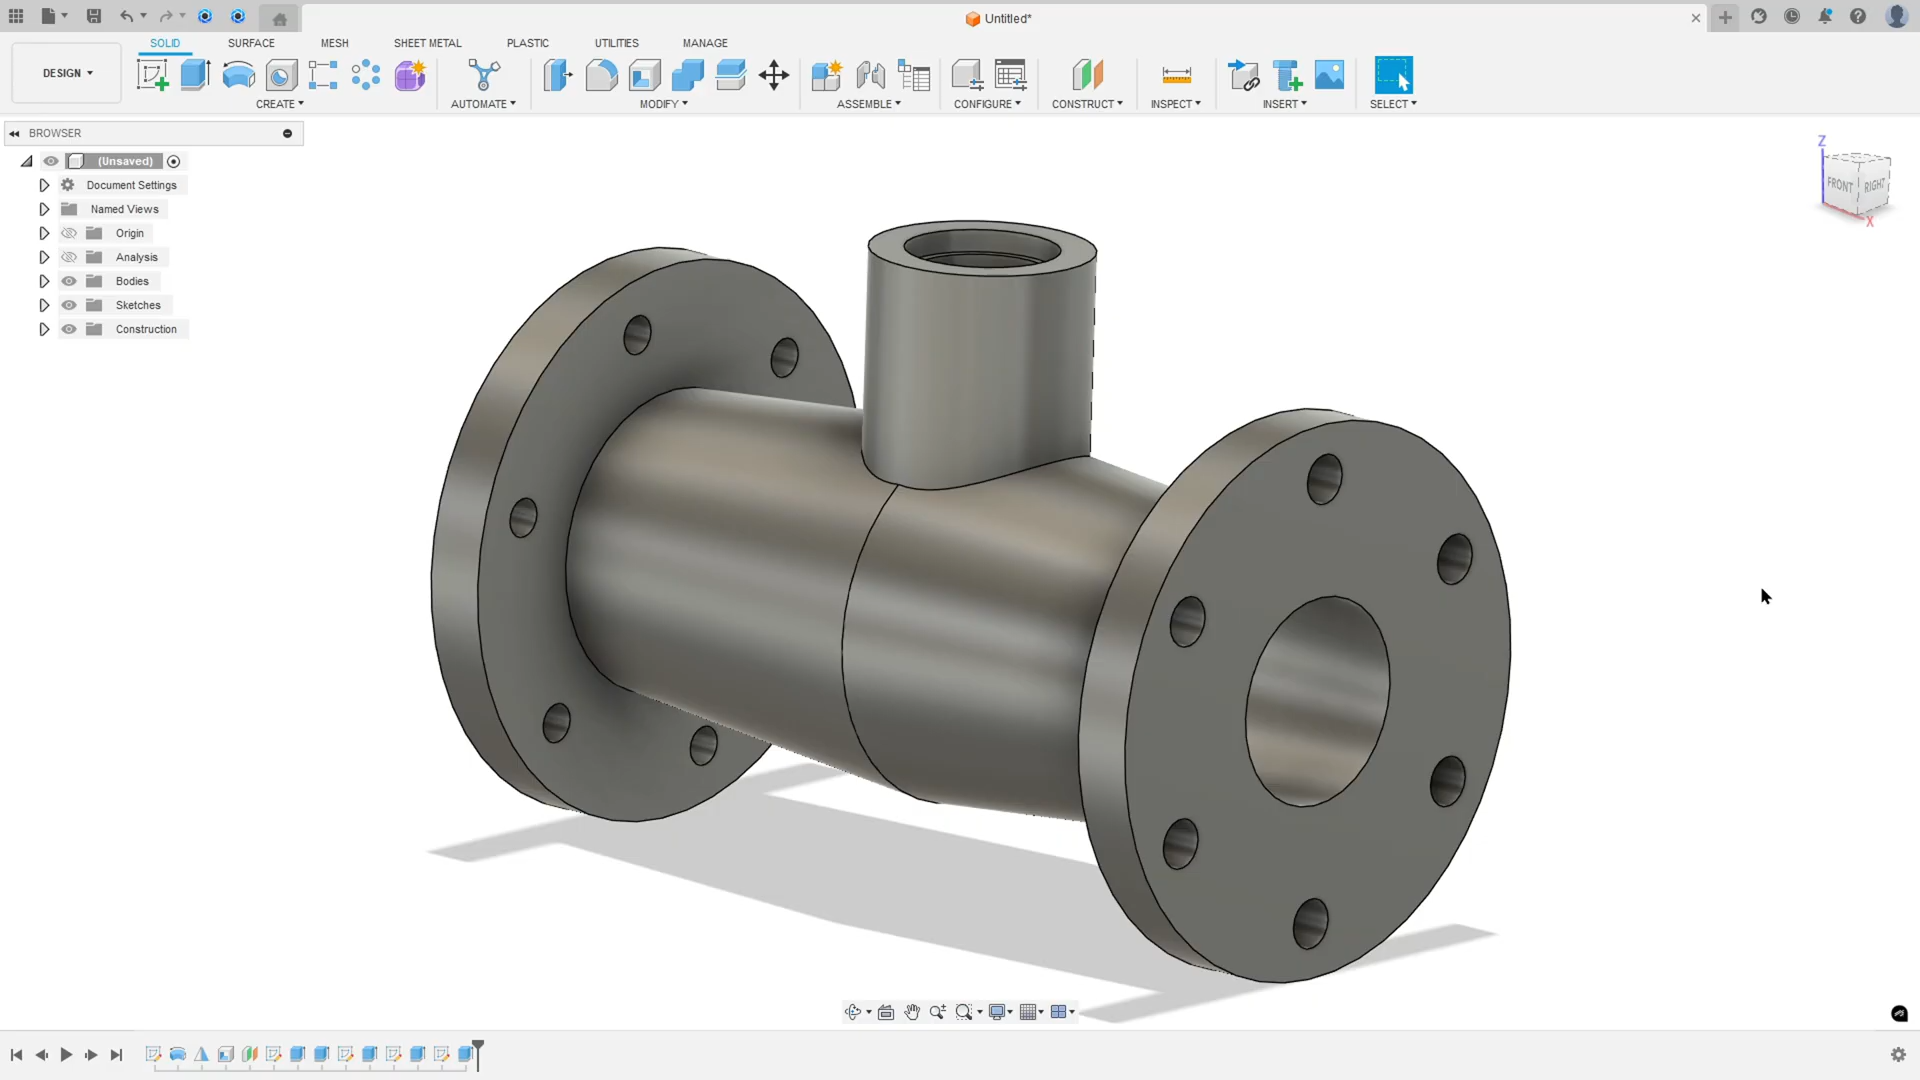 Untitled*
DESIGN
SOLID SURFACE MESH SHEET METAL PLASTIC UTILITIES MANAGE
CREATE AUTOMATE MODIFY ASSEMBLE CONFIGURE CONSTRUCT INSPECT INSERT SELECT
BROWSER
(Unsaved)
Document Settings
Named Views
Origin
Analysis
Bodies
Sketches
Construction
Z
FRONT RIGHT
X